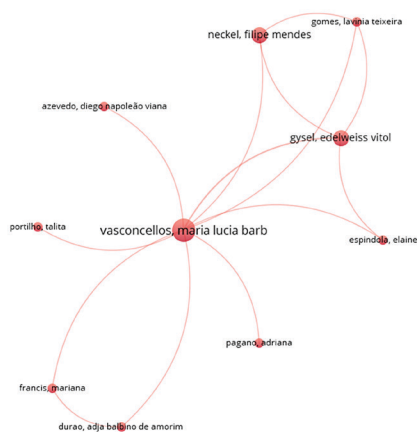 gomes, lavinia teixeira
neckel, filipe mendes
azevedo, diego napoleão viana
gysel, edelweiss vitol
portilho, talita
vasconcellos, maria lucia barb
espindola, elaine
pagano, adriana
francis, mariana
durao, adja balbino de amorim